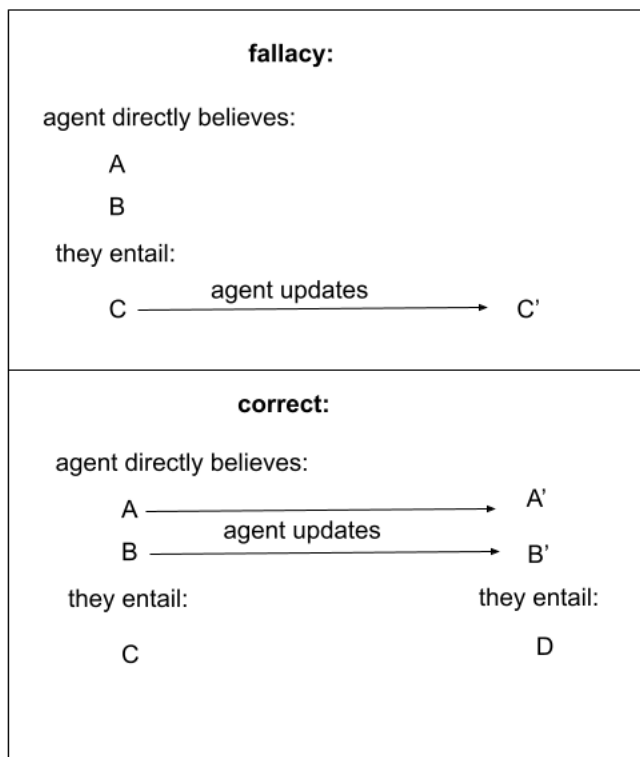 fallacy:
agent directly believes:
A
B
they entail:
agent updates
C C’
correct:
agent directly believes:
A A’
agent updates
B B’
they entail: they entail:
C D